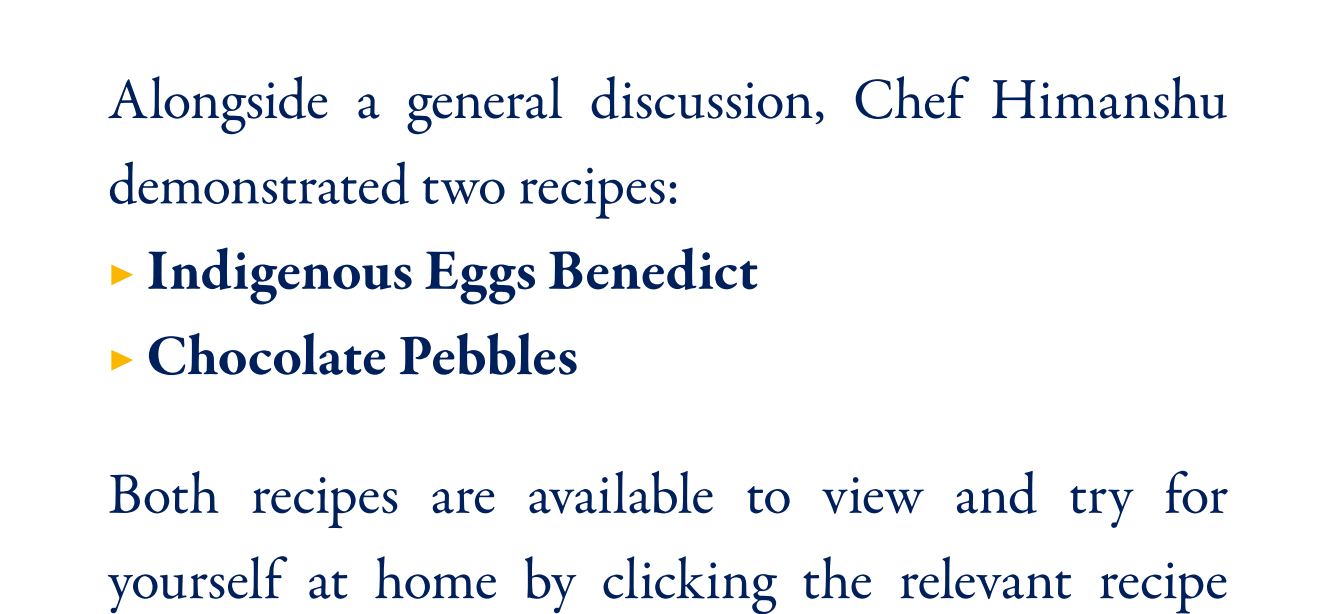 Alongside a general discussion, Chef Himanshu
demonstrated two recipes:
► Indigenous Eggs Benedict
► Chocolate Pebbles
Both recipes are available to view and try for
yourself at home by clicking the relevant recipe